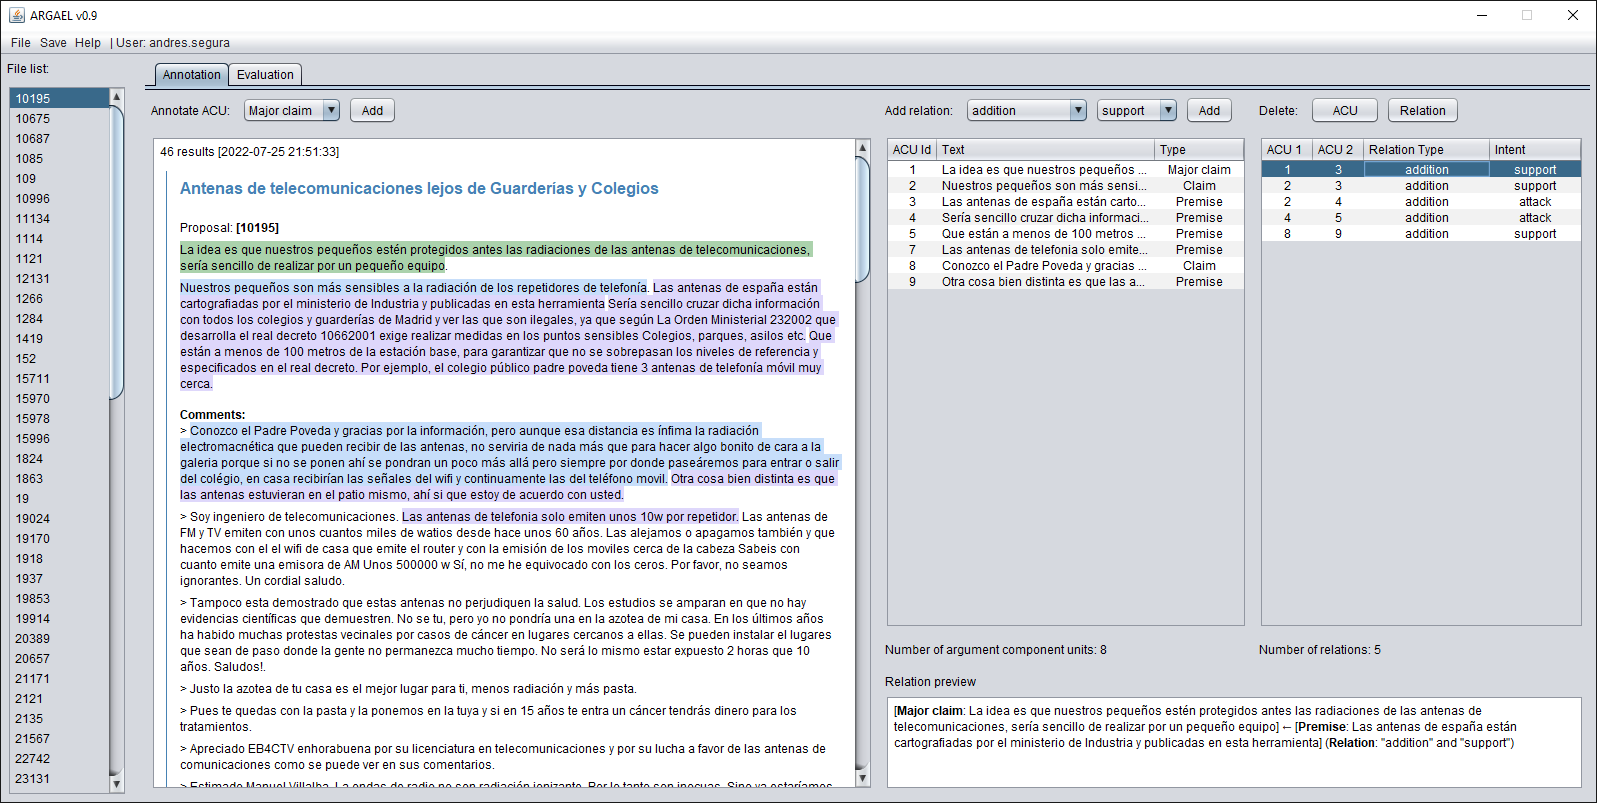 ARGAEL v0.9
File Save Help | User: andres.segura
File list:
10195
10675
10687
1085
109
10996
11134
1114
1121
12131
1266
1284
1419
152
15711
15970
15978
15996
1824
1863
19
19024
19170
1918
1937
19853
19914
20389
20657
21171
2121
2135
21567
22742
23131
Annotation Evaluation
Annotate ACU: Major claim Add
46 results [2022-07-25 21:51:33]
Antenas de telecomunicaciones lejos de Guarderías y Colegios
Proposal: [10195]
La idea es que nuestros pequeños estén protegidos antes las radiaciones de las antenas de telecomunicaciones,
sería sencillo de realizar por un pequeño equipo.
Nuestros pequeños son más sensibles a la radiación de los repetidores de telefonía. Las antenas de españa están
cartografiadas por el ministerio de Industria y publicadas en esta herramienta Sería sencillo cruzar dicha información
con todos los colegios y guarderías de Madrid y ver las que son ilegales, ya que según La Orden Ministerial 232002 que
desarrolla el real decreto 10662001 exige realizar medidas en los puntos sensibles Colegios, parques, asilos etc. Que
están a menos de 100 metros de la estación base, para garantizar que no se sobrepasan los niveles de referencia y
especificados en el real decreto. Por ejemplo, el colegio público padre poveda tiene 3 antenas de telefonía móvil muy
cerca.
Comments:
> Conozco el Padre Poveda y gracias por la información, pero aunque esa distancia es ínfima la radiación
electromacnética que pueden recibir de las antenas, no serviria de nada más que para hacer algo bonito de cara a la
galeria porque si no se ponen ahí se pondran un poco más allá pero siempre por donde paseáremos para entrar o salir
del colégio, en casa recibirían las señales del wifi y continuamente las del teléfono movil. Otra cosa bien distinta es que
las antenas estuvieran en el patio mismo, ahí si que estoy de acuerdo con usted.
> Soy ingeniero de telecomunicaciones. Las antenas de telefonia solo emiten unos 10w por repetidor. Las antenas de
FM y TV emiten con unos cuantos miles de watios desde hace unos 60 años. Las alejamos o apagamos también y que
hacemos con el el wifi de casa que emite el router y con la emisión de los moviles cerca de la cabeza Sabeis con
cuanto emite una emisora de AM Unos 500000 w Sí, no me he equivocado con los ceros. Por favor, no seamos
ignorantes. Un cordial saludo.
> Tampoco esta demostrado que estas antenas no perjudiquen la salud. Los estudios se amparan en que no hay
evidencias científicas que demuestren. No se tu, pero yo no pondría una en la azotea de mi casa. En los últimos años
ha habido muchas protestas vecinales por casos de cáncer en lugares cercanos a ellas. Se pueden instalar el lugares
que sean de paso donde la gente no permanezca mucho tiempo. No será lo mismo estar expuesto 2 horas que 10
años. Saludos!.
> Justo la azotea de tu casa es el mejor lugar para ti, menos radiación y más pasta.
> Pues te quedas con la pasta y la ponemos en la tuya y si en 15 años te entra un cáncer tendrás dinero para los
tratamientos.
> Apreciado EB4CTV enhorabuena por su licenciatura en telecomunicaciones y por su lucha a favor de las antenas de
comunicaciones como se puede ver en sus comentarios.
> Estimado Manuel Villalba. La ondas de radio no son radiación ionizante. Por lo tanto son inocuas. Sino ya estaríamos
Add relation: addition support Add
Delete: ACU Relation
ACU Id Text Type
1 La idea es que nuestros pequeños ... Major claim
2 Nuestros pequeños son más sensi... Claim
3 Las antenas de españa están carto... Premise
4 Sería sencillo cruzar dicha informaci... Premise
5 Que están a menos de 100 metros ... Premise
7 Las antenas de telefonia solo emite... Premise
8 Conozco el Padre Poveda y gracias ... Claim
9 Otra cosa bien distinta es que las a... Premise
ACU 1 ACU 2 Relation Type Intent
1 3 addition support
2 3 addition support
2 4 addition attack
4 5 addition attack
8 9 addition support
Number of argument component units: 8
Number of relations: 5
Relation preview
[Major claim: La idea es que nuestros pequeños estén protegidos antes las radiaciones de las antenas de
telecomunicaciones, sería sencillo de realizar por un pequeño equipo] ← [Premise: Las antenas de españa están
cartografiadas por el ministerio de Industria y publicadas en esta herramienta] (Relation: "addition" and "support")